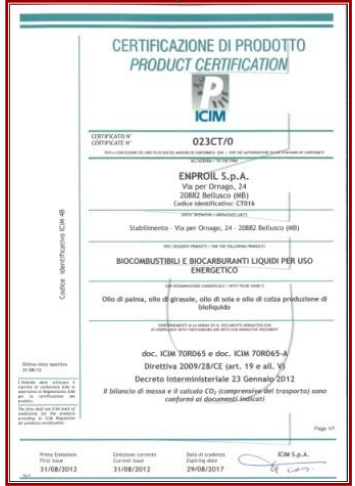 CERTIFICAZIONE DI PRODOTTO
PRODUCT CERTIFICATION
P
ICIM
CERTIFICATO N°
CERTIFICATE N°
023CT/0
ENPROIL S.p.A.
Via per Ornago, 24
20882 Bellusco (MB)
Codice identificativo: CT016
Stabilimento - Via per Ornago, 24 - 20882 Bellusco (MB)
BIOCOMBUSTIBILI E BIOCARBURANTI LIQUIDI PER USO
ENERGETICO
Olio di palma, olio di girasole, olio di soia e olio di colza produzione di
bioliquido
doc. ICIM 70R065 e doc. ICIM 70R065-A
Direttiva 2009/28/CE (art. 19 e all. V)
Decreto Interministeriale 23 Gennaio 2012
Il bilancio di massa e il calcolo CO2 (comprensivo del trasporto) sono
conformi ai documenti indicati
Codice identificativo ICIM 4B
Page 1/1
Prima Emissione
First issue
31/08/2012
Emissione corrente
Current issue
31/08/2012
Data di scadenza
Expiring date
29/08/2017
ICIM S.p.A.